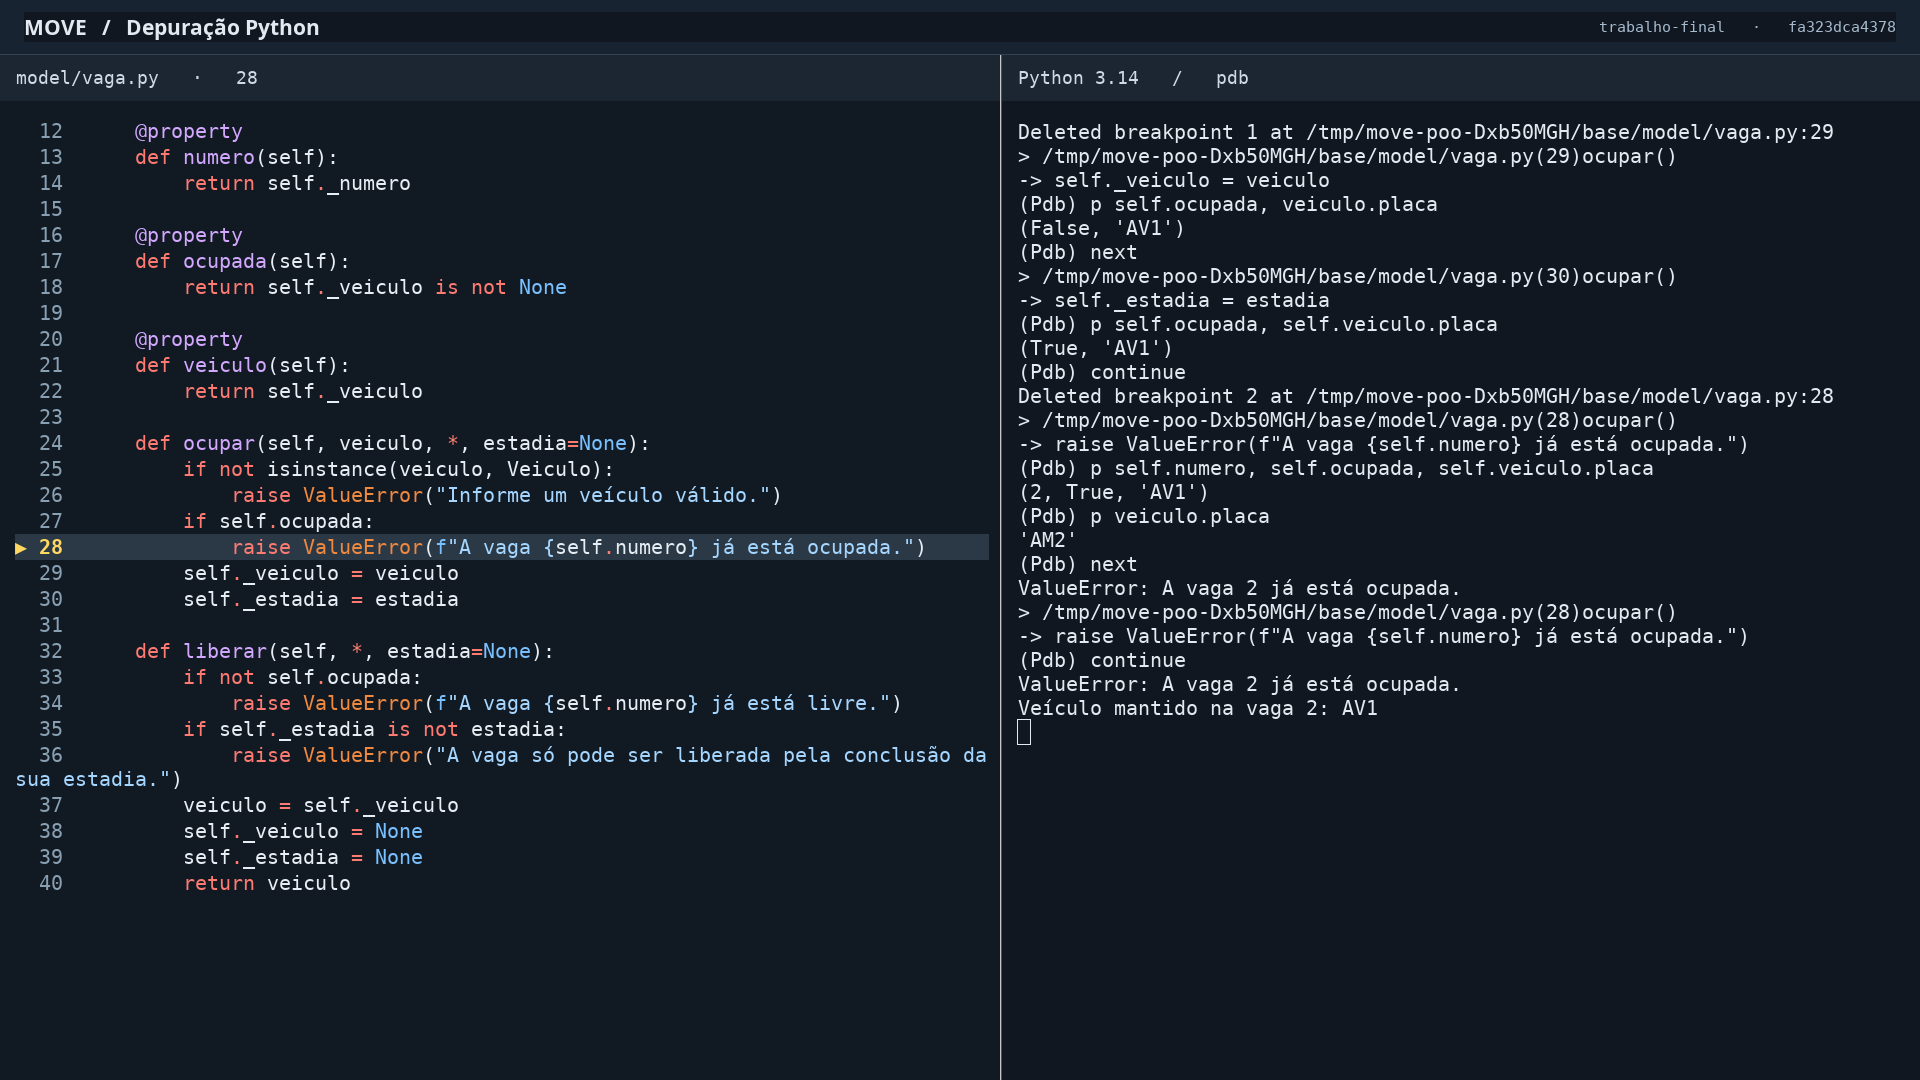 MOVE / Depuração Python
trabalho-final · fa323dca4378
model/vaga.py · 28
12 @property
13 def numero(self):
14 return self._numero
15
16 @property
17 def ocupada(self):
18 return self._veiculo is not None
19
20 @property
21 def veiculo(self):
22 return self._veiculo
23
24 def ocupar(self, veiculo, *, estadia=None):
25 if not isinstance(veiculo, Veiculo):
26 raise ValueError("Informe um veículo válido.")
27 if self.ocupada:
▶ 28 raise ValueError(f"A vaga {self.numero} já está ocupada.")
29 self._veiculo = veiculo
30 self._estadia = estadia
31
32 def liberar(self, *, estadia=None):
33 if not self.ocupada:
34 raise ValueError(f"A vaga {self.numero} já está livre.")
35 if self._estadia is not estadia:
36 raise ValueError("A vaga só pode ser liberada pela conclusão da
sua estadia.")
37 veiculo = self._veiculo
38 self._veiculo = None
39 self._estadia = None
40 return veiculo
Python 3.14 / pdb
Deleted breakpoint 1 at /tmp/move-poo-Dxb50MGH/base/model/vaga.py:29
> /tmp/move-poo-Dxb50MGH/base/model/vaga.py(29)ocupar()
-> self._veiculo = veiculo
(Pdb) p self.ocupada, veiculo.placa
(False, 'AV1')
(Pdb) next
> /tmp/move-poo-Dxb50MGH/base/model/vaga.py(30)ocupar()
-> self._estadia = estadia
(Pdb) p self.ocupada, self.veiculo.placa
(True, 'AV1')
(Pdb) continue
Deleted breakpoint 2 at /tmp/move-poo-Dxb50MGH/base/model/vaga.py:28
> /tmp/move-poo-Dxb50MGH/base/model/vaga.py(28)ocupar()
-> raise ValueError(f"A vaga {self.numero} já está ocupada.")
(Pdb) p self.numero, self.ocupada, self.veiculo.placa
(2, True, 'AV1')
(Pdb) p veiculo.placa
'AM2'
(Pdb) next
ValueError: A vaga 2 já está ocupada.
> /tmp/move-poo-Dxb50MGH/base/model/vaga.py(28)ocupar()
-> raise ValueError(f"A vaga {self.numero} já está ocupada.")
(Pdb) continue
ValueError: A vaga 2 já está ocupada.
Veículo mantido na vaga 2: AV1